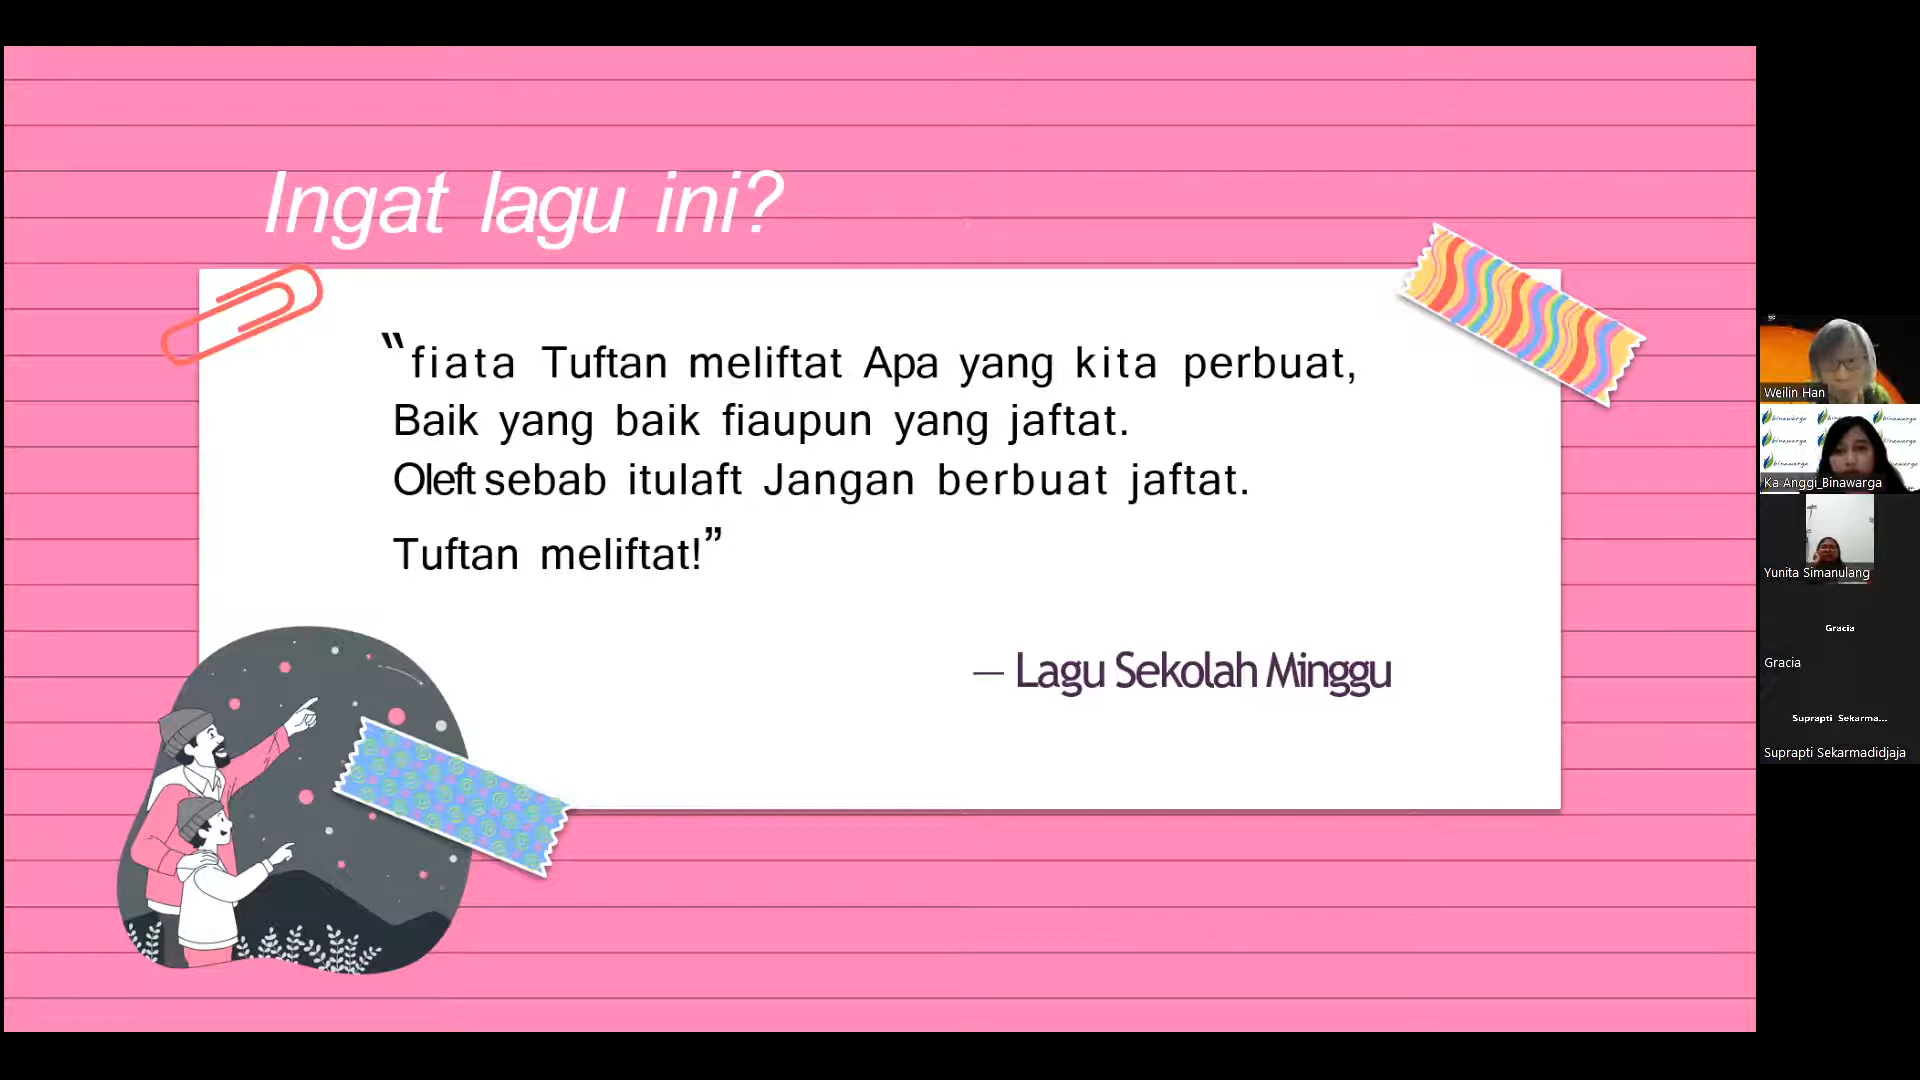 Ingat lagu ini?
“fiata Tuftan meliftat Apa yang kita perbuat,
Baik yang baik fiaupun yang jaftat.
Oleft sebab itulaft Jangan berbuat jaftat.
Tuftan meliftat!”
— Lagu Sekolah Minggu
Weilin Han
binawarga
Ka Anggi_Binawarga
Yunita Simanulang
Gracia
Gracia
Suprapti Sekarma...
Suprapti Sekarmadidjaja